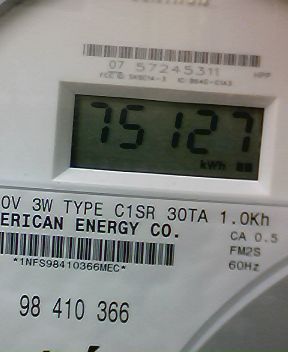 07 57245311
HPP
75127
kWh
0V 3W TYPE C1SR 30TA 1.0Kh
ERICAN ENERGY CO.
CA 0.5
FM2S
60Hz
*1NFS98410366MEC*
98 410 366